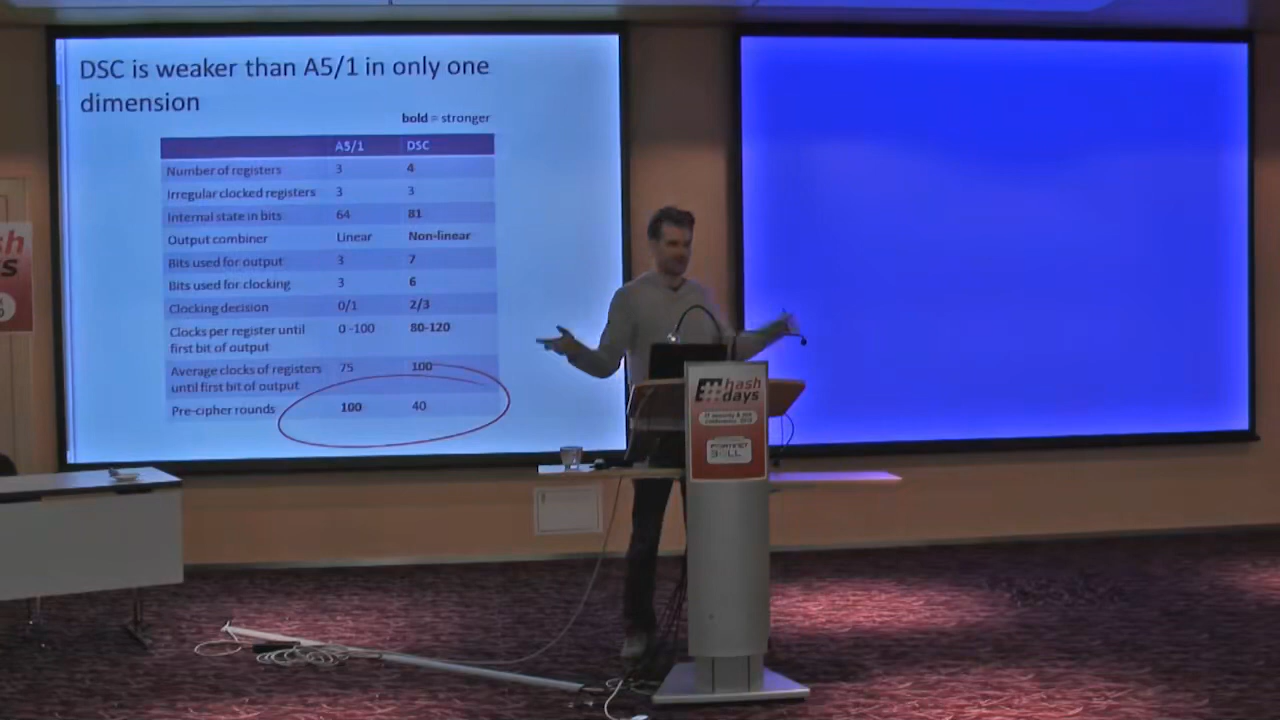 DSC is weaker than A5/1 in only one
dimension
bold = stronger
A5/1 DSC
Number of registers 3 4
Irregular clocked registers 3 3
Internal state in bits 64 81
Output combiner Linear Non-linear
Bits used for output 3 7
Bits used for clocking 3 6
Clocking decision 0/1 2/3
Clocks per register until 0 -100 80-120
first bit of output
Average clocks of registers 75 100
until first bit of output
Pre-cipher rounds 100 40
sh
s
#hash
days